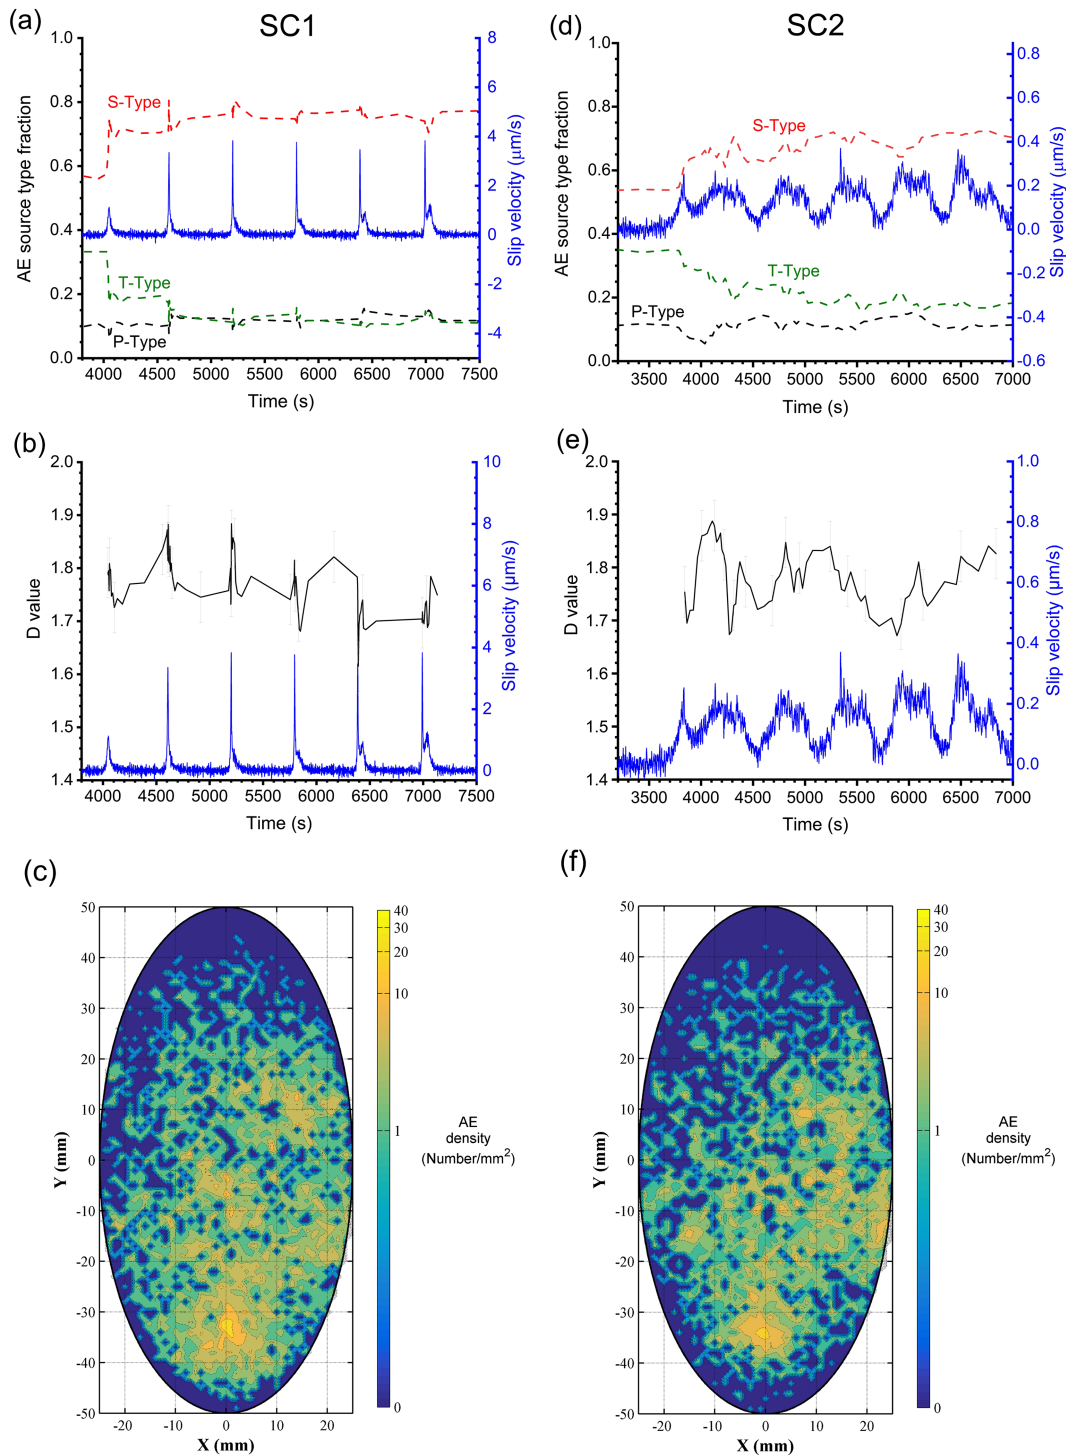 (a)
SC1
1.0
0.8
0.6
0.4
0.2
0.0
AE source type fraction
S-Type
T-Type
P-Type
8
6
4
2
0
-2
-4
Slip velocity (μm/s)
4000 4500 5000 5500 6000 6500 7000 7500
Time (s)
(d)
SC2
1.0
0.8
0.6
0.4
0.2
0.0
AE source type fraction
S-Type
T-Type
P-Type
0.8
0.6
0.4
0.2
0.0
-0.2
-0.4
-0.6
Slip velocity (μm/s)
3500 4000 4500 5000 5500 6000 6500 7000
Time (s)
(b)
2.0
1.9
1.8
1.7
1.6
1.5
1.4
D value
10
8
6
4
2
0
Slip velocity (μm/s)
4000 4500 5000 5500 6000 6500 7000 7500
Time (s)
(e)
2.0
1.9
1.8
1.7
1.6
1.5
1.4
D value
1.0
0.8
0.6
0.4
0.2
0.0
Slip velocity (μm/s)
3500 4000 4500 5000 5500 6000 6500 7000
Time (s)
(c)
50
40
30
20
10
0
-10
-20
-30
-40
-50
Y (mm)
-20 -10 0 10 20
X (mm)
40
30
20
10
1
0
AE
density
(Number/mm²)
(f)
50
40
30
20
10
0
-10
-20
-30
-40
-50
Y (mm)
-20 -10 0 10 20
X (mm)
40
30
20
10
1
0
AE
density
(Number/mm²)